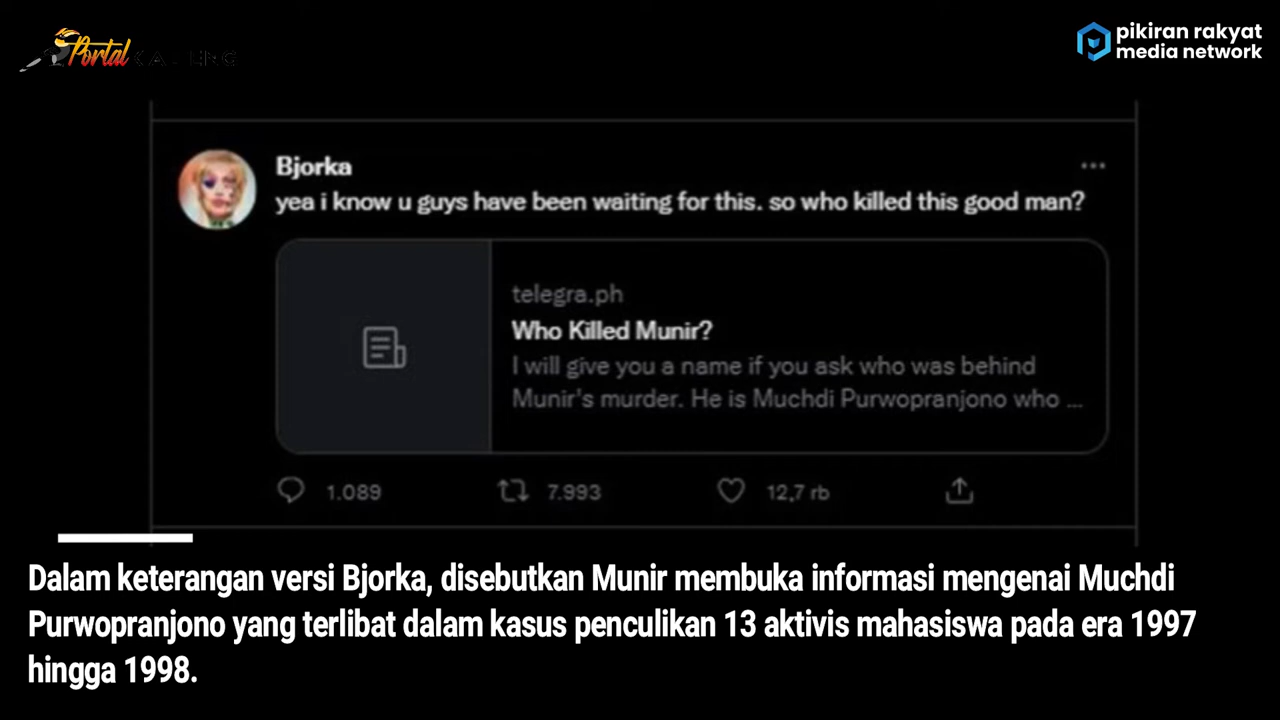 Portal KALTENG
pikiran rakyat
media network
Bjorka
yea i know u guys have been waiting for this. so who killed this good man?
telegra.ph
Who Killed Munir?
I will give you a name if you ask who was behind
Munir's murder. He is Muchdi Purwopranjono who ...
1.089
7.993
12,7 rb
Dalam keterangan versi Bjorka, disebutkan Munir membuka informasi mengenai Muchdi
Purwopranjono yang terlibat dalam kasus penculikan 13 aktivis mahasiswa pada era 1997
hingga 1998.